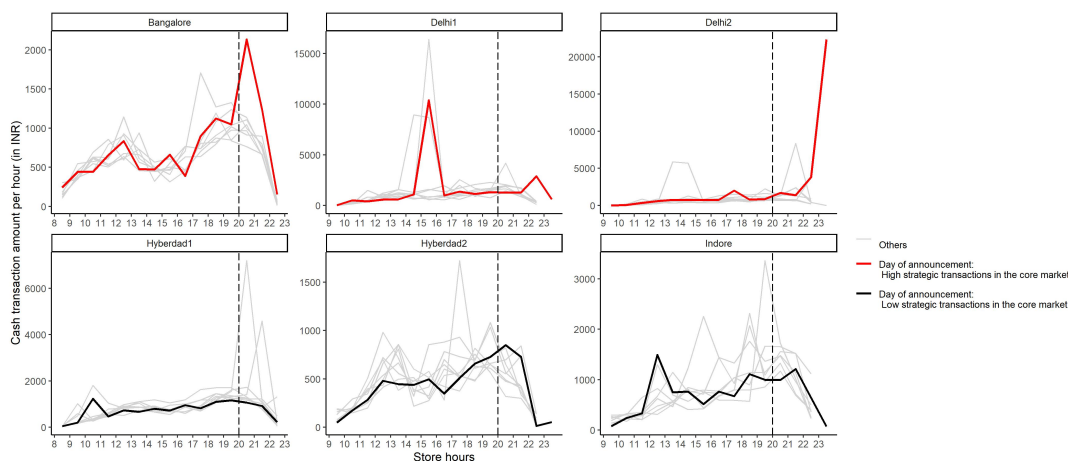 Bangalore
Delhi1
Delhi2
2000
1500
1000
500
0
8 9 10 11 12 13 14 15 16 17 18 19 20 21 22 23
15000
10000
5000
0
9 10 11 12 13 14 15 16 17 18 19 20 21 22 23
20000
15000
10000
5000
0
9 10 11 12 13 14 15 16 17 18 19 20 21 22 23
Cash transaction amount per hour (in INR)
Hyberdad1
Hyberdad2
Indore
6000
4000
2000
0
8 9 10 11 12 13 14 15 16 17 18 19 20 21 22 23
1500
1000
500
0
9 10 11 12 13 14 15 16 17 18 19 20 21 22 23
3000
2000
1000
0
9 10 11 12 13 14 15 16 17 18 19 20 21 22 23
Store hours
Others
Day of announcement:
High strategic transactions in the core market
Day of announcement:
Low strategic transactions in the core market